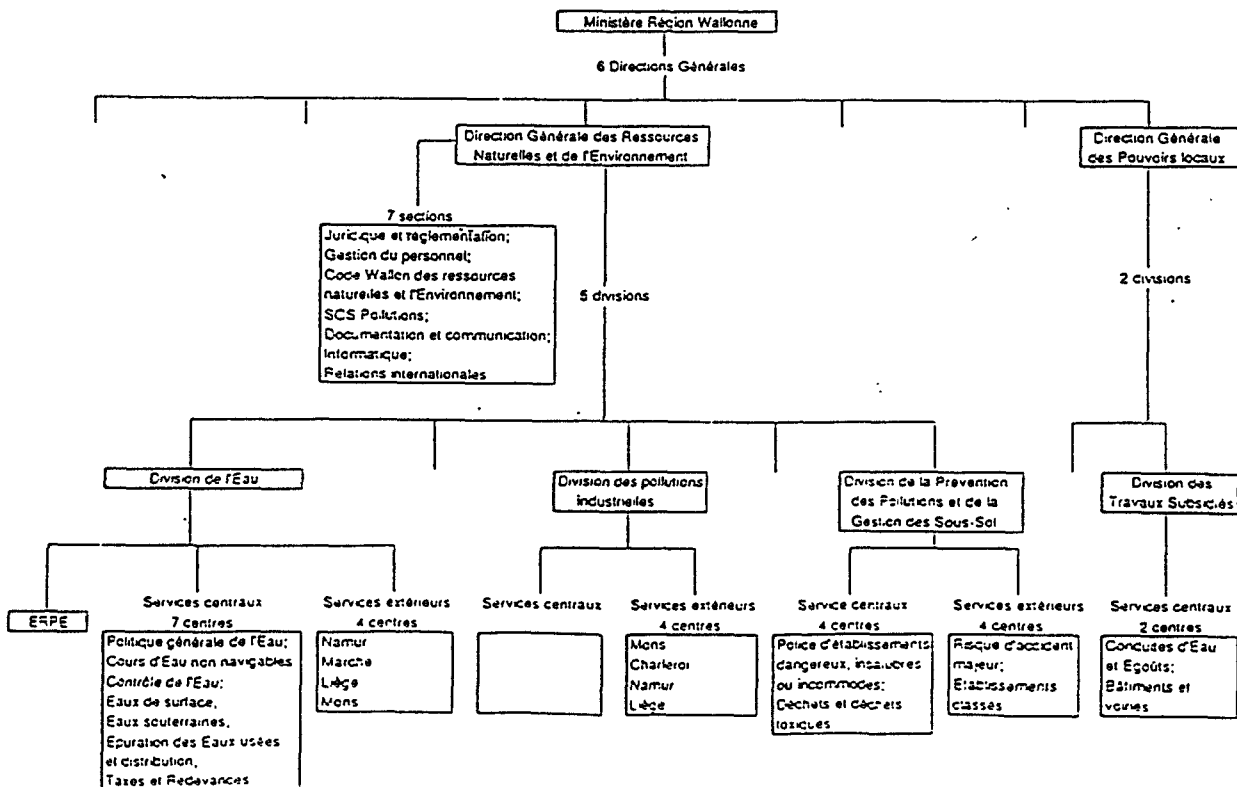 Ministère Région Wallonne
6 Directions Générales
Direction Générale des Ressources
Naturelles et de l'Environnement
Direction Générale
des Pouvoirs locaux
7 sections
Juridique et règlementation;
Gestion du personnel;
Code Wallon des ressources
naturelles et l'Environnement;
SCS Pollutions;
Documentation et communication;
Informatique;
Relations internationales
5 divisions
2 divisions
Division de l'Eau
Division des pollutions
industrielles
Division de la Prévention
des Pollutions et de la
Gestion des Sous-Sol
Division des
Travaux Subsidiés
ERPE
Services centraux
7 centres
Politique générale de l'Eau;
Cours d'Eau non navigables
Contrôle de l'Eau;
Eaux de surface,
Eaux souterraines,
Epuration des Eaux usées
et distribution,
Taxes et Redevances
Services extérieurs
4 centres
Namur
Marche
Liège
Mons
Services centraux
Services extérieurs
4 centres
Mons
Charleroi
Namur
Liège
Services centraux
4 centres
Police d'établissements
dangereux, insalubres
ou incommodes;
Déchets et déchets
toxiques
Services extérieurs
4 centres
Risque d'accident
majeur;
Etablissements
classés
Services centraux
2 centres
Conduites d'Eau
et Egoûts;
Bâtiments et
voiries